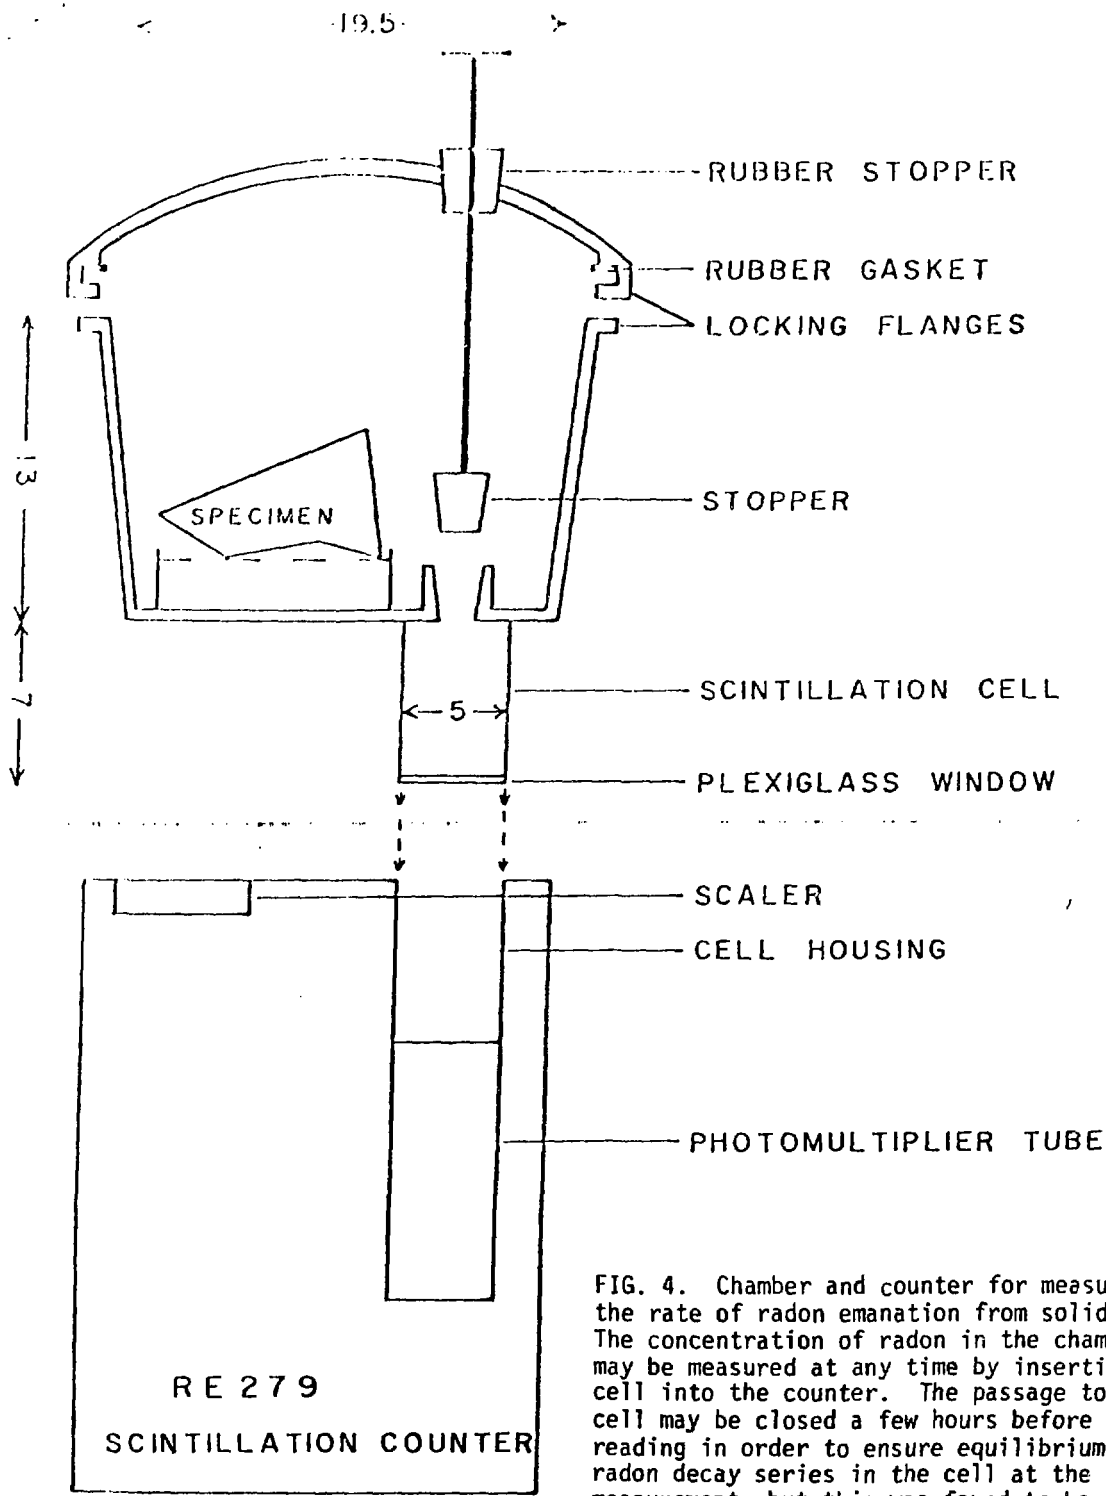 19.5
RUBBER STOPPER
RUBBER GASKET
LOCKING FLANGES
13
SPECIMEN
STOPPER
7
SCINTILLATION CELL
5
PLEXIGLASS WINDOW
SCALER
CELL HOUSING
PHOTOMULTIPLIER TUBE
RE 279
SCINTILLATION COUNTER
FIG. 4. Chamber and counter for measu
the rate of radon emanation from solid
The concentration of radon in the cham
may be measured at any time by inserti
cell into the counter. The passage to
cell may be closed a few hours before
reading in order to ensure equilibrium
radon decay series in the cell at the